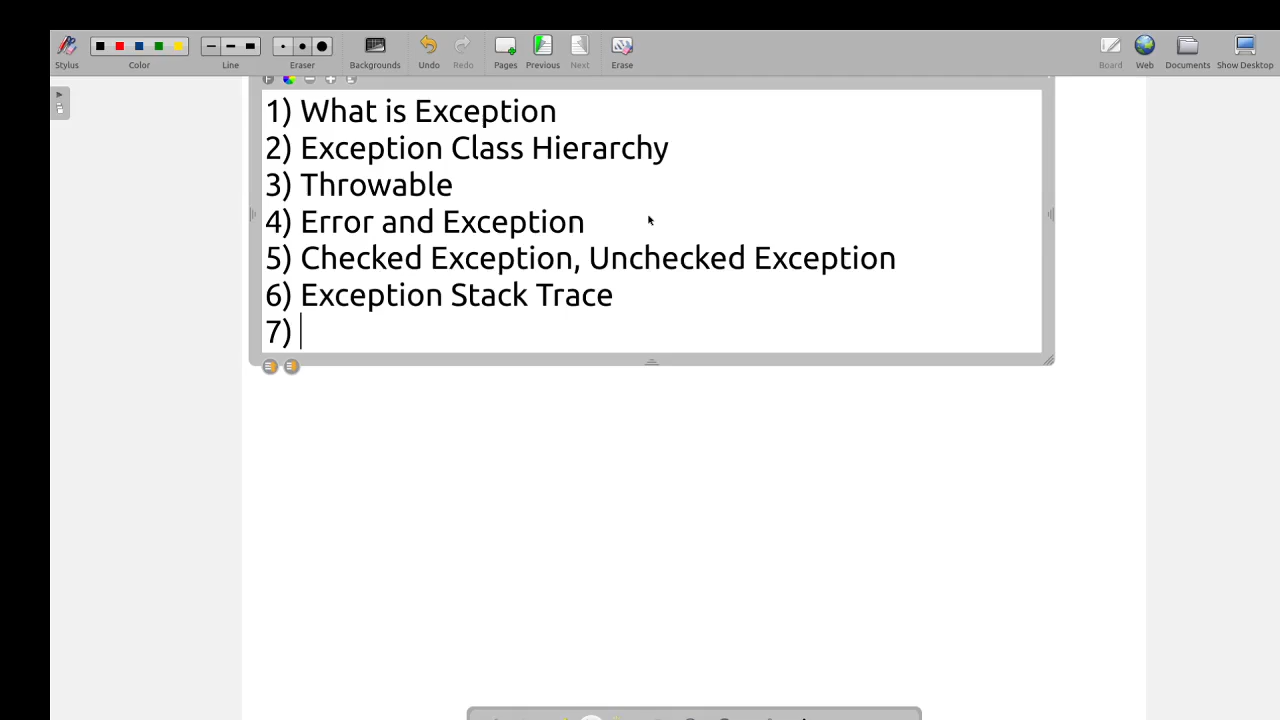 Stylus
Color
Line
Eraser
Backgrounds
Undo
Redo
Pages
Previous
Next
Erase
Board
Web
Documents
Show Desktop
1) What is Exception
2) Exception Class Hierarchy
3) Throwable
4) Error and Exception
5) Checked Exception, Unchecked Exception
6) Exception Stack Trace
7)